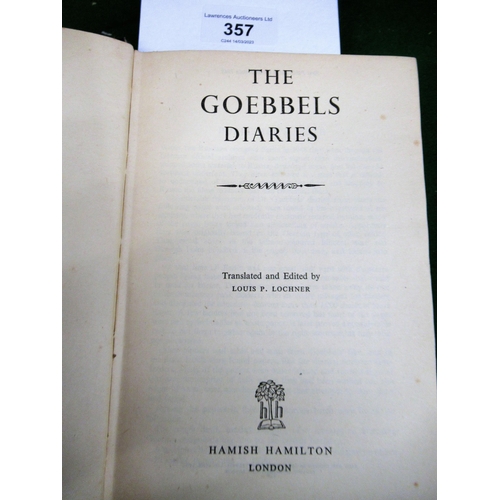 Lawrences Auctioneers Ltd
357
THE
GOEBBELS
DIARIES
Translated and Edited by
LOUIS P. LOCHNER
h h
HAMISH HAMILTON
LONDON